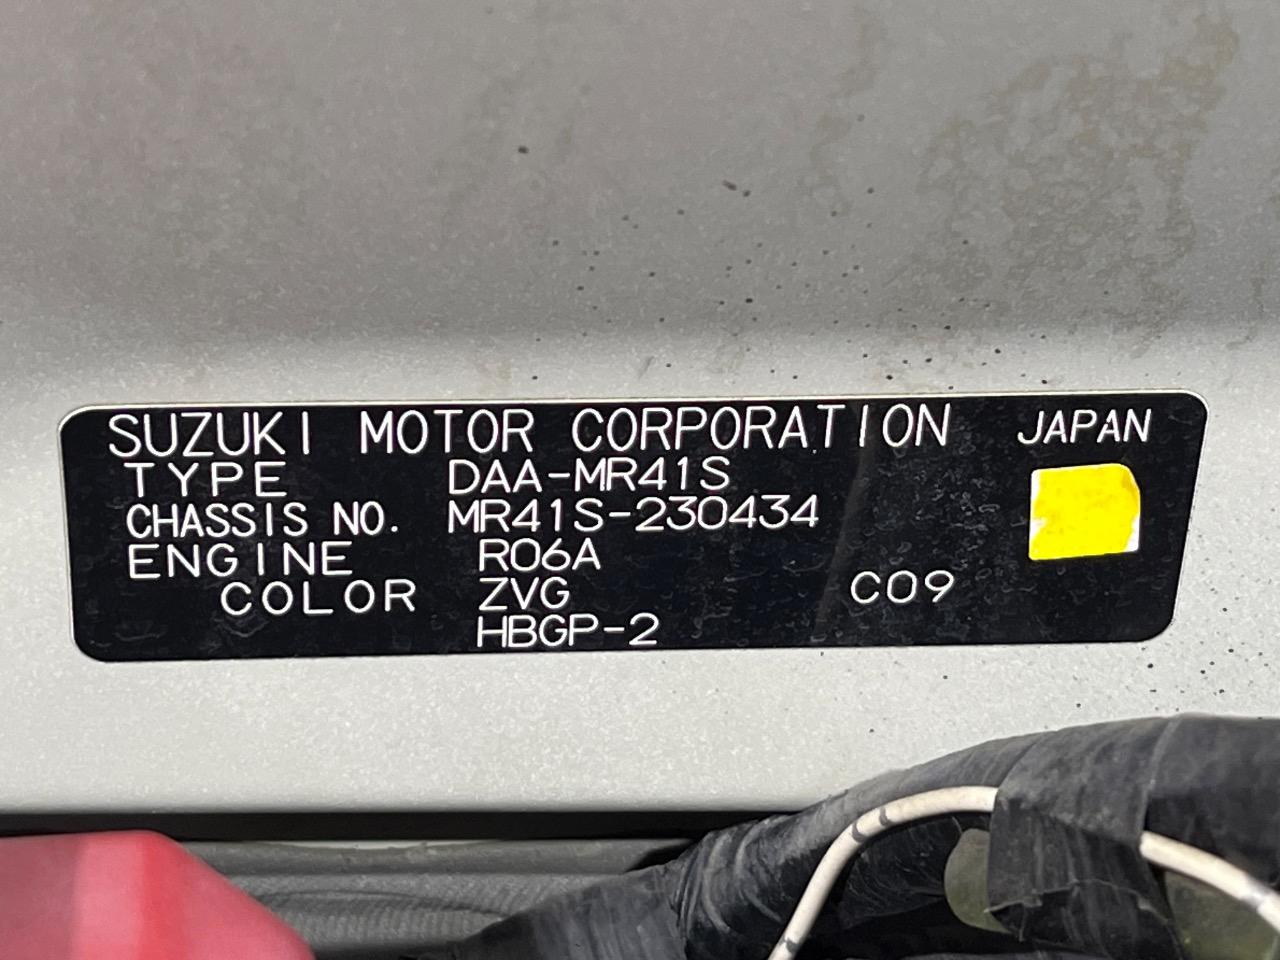 SUZUKI MOTOR CORPORATION JAPAN
TYPE DAA-MR41S
CHASSIS NO. MR41S-230434
ENGINE R06A
COLOR ZVG C09
HBGP-2